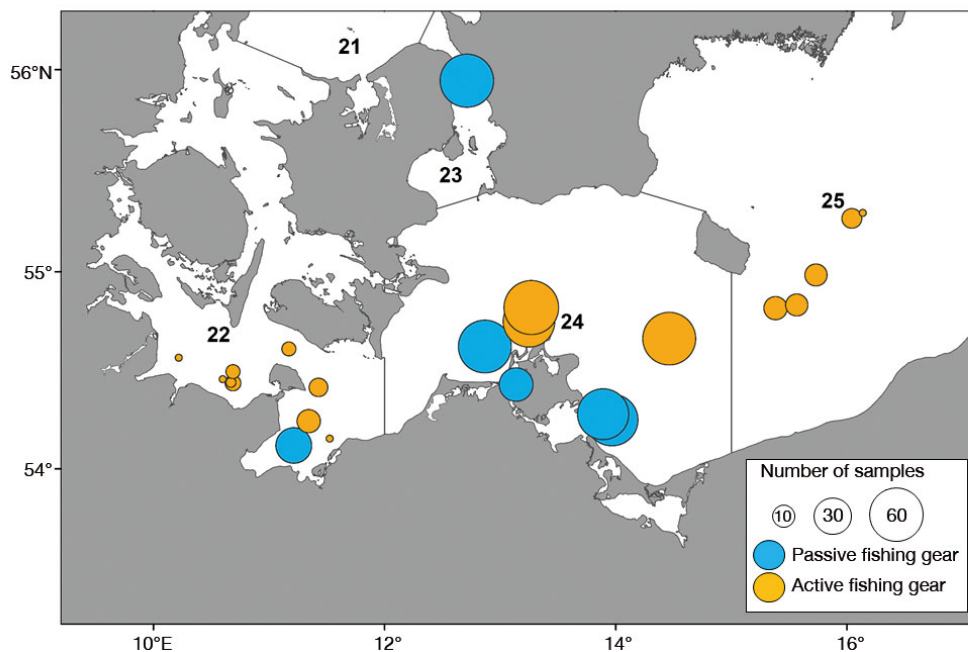 21
56°N
23
25
55°
24
22
54°
Number of samples
10 30 60
Passive fishing gear
Active fishing gear
10°E 12° 14° 16°